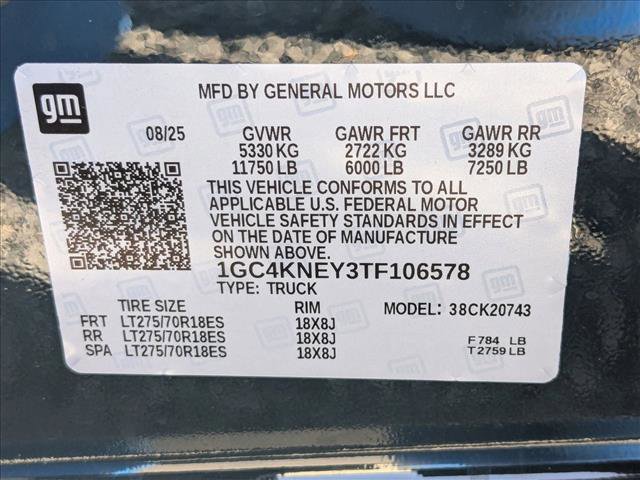 gm
MFD BY GENERAL MOTORS LLC
08/25 GVWR GAWR FRT GAWR RR
5330 KG 2722 KG 3289 KG
11750 LB 6000 LB 7250 LB
THIS VEHICLE CONFORMS TO ALL
APPLICABLE U.S. FEDERAL MOTOR
VEHICLE SAFETY STANDARDS IN EFFECT
ON THE DATE OF MANUFACTURE
SHOWN ABOVE.
1GC4KNEY3TF106578
TYPE: TRUCK
TIRE SIZE RIM MODEL: 38CK20743
FRT LT275/70R18ES 18X8J
RR LT275/70R18ES 18X8J F 784 LB
SPA LT275/70R18ES 18X8J T 2759 LB